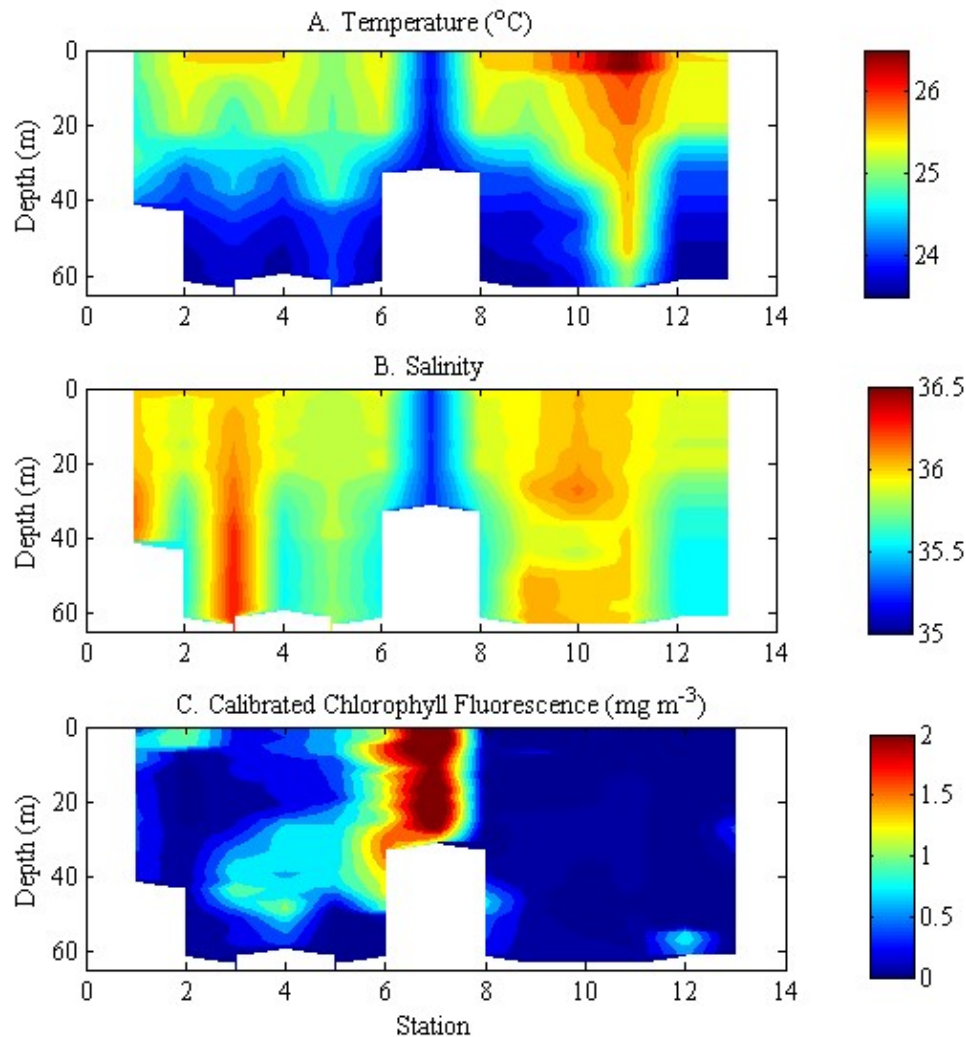 A. Temperature (°C)
0
20
40
60
Depth (m)
0 2 4 6 8 10 12 14
26
25
24
B. Salinity
0
20
40
60
Depth (m)
0 2 4 6 8 10 12 14
36.5
36
35.5
35
C. Calibrated Chlorophyll Fluorescence (mg m⁻³)
0
20
40
60
Depth (m)
0 2 4 6 8 10 12 14
Station
2
1.5
1
0.5
0